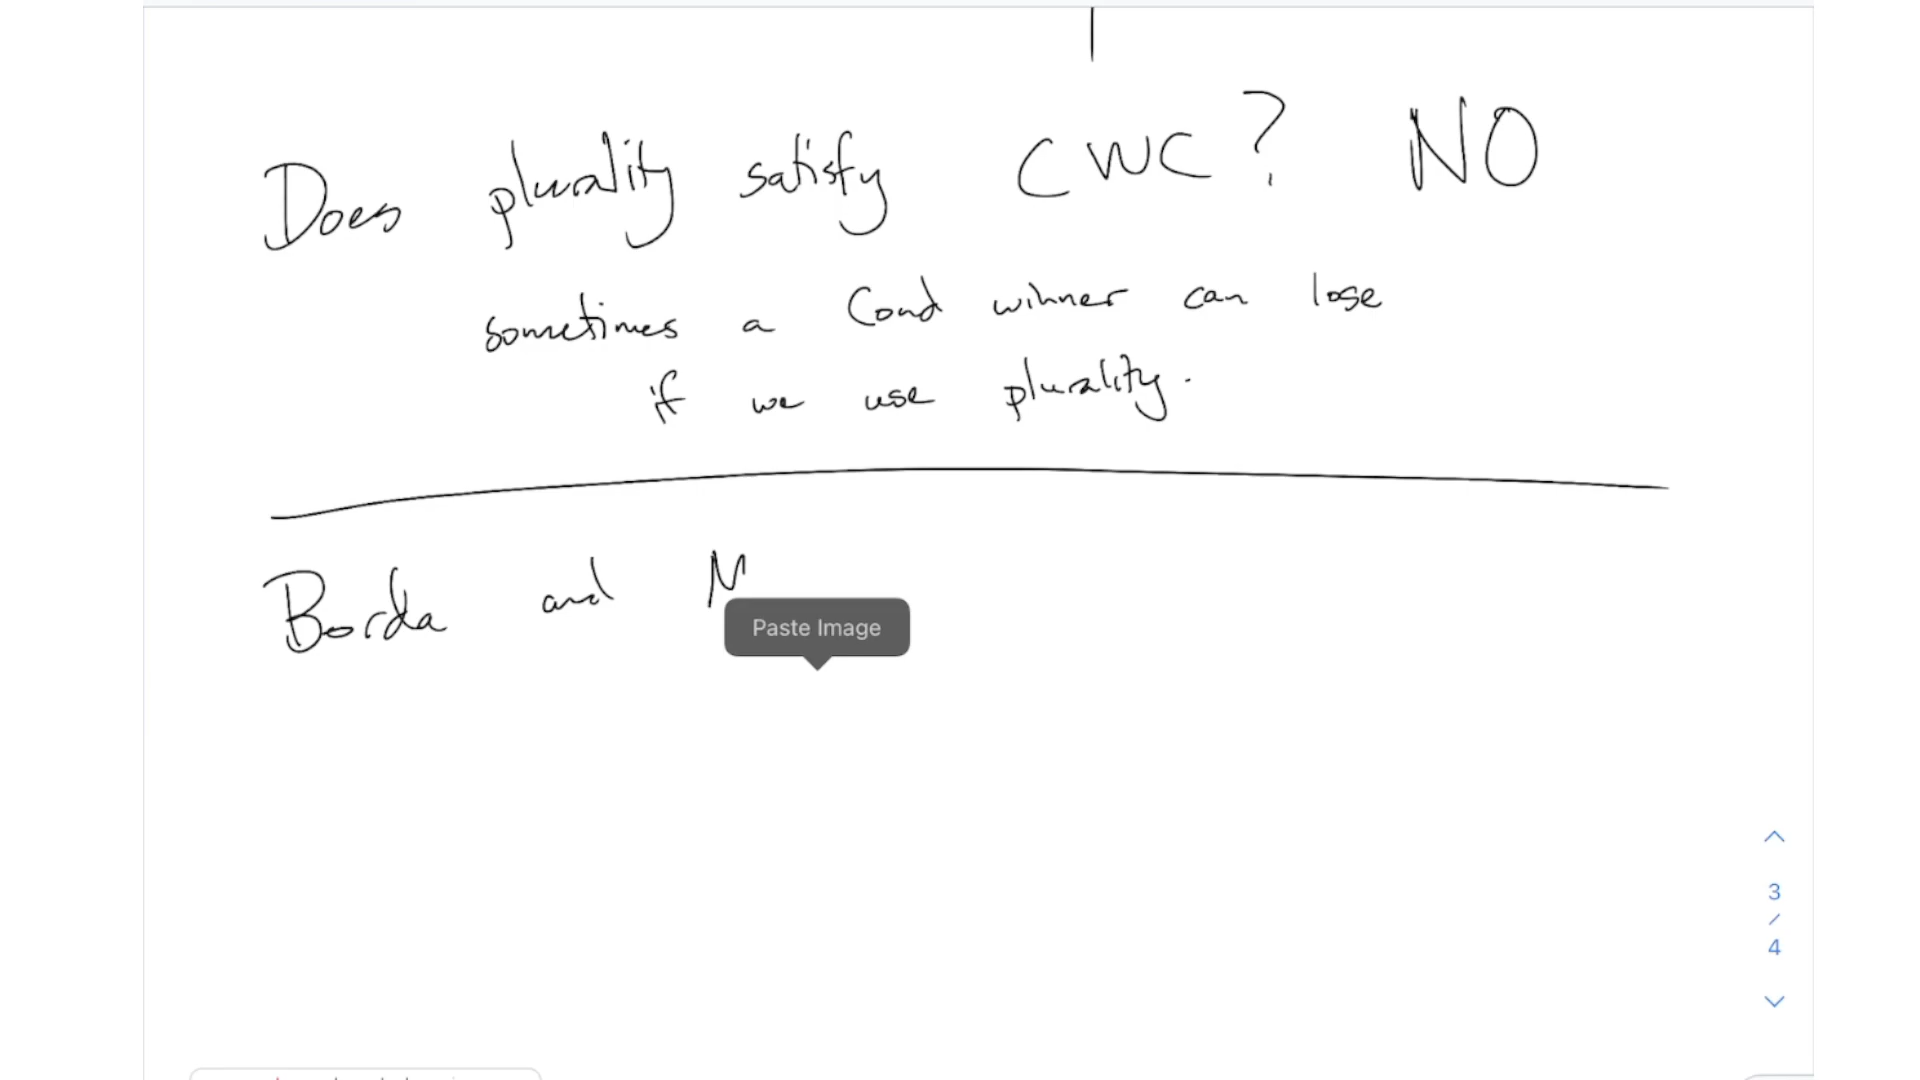 Does plurality satisfy CWC? NO
sometimes a Cond winner can lose
if we use plurality.
Borda and M
Paste Image
3
/
4